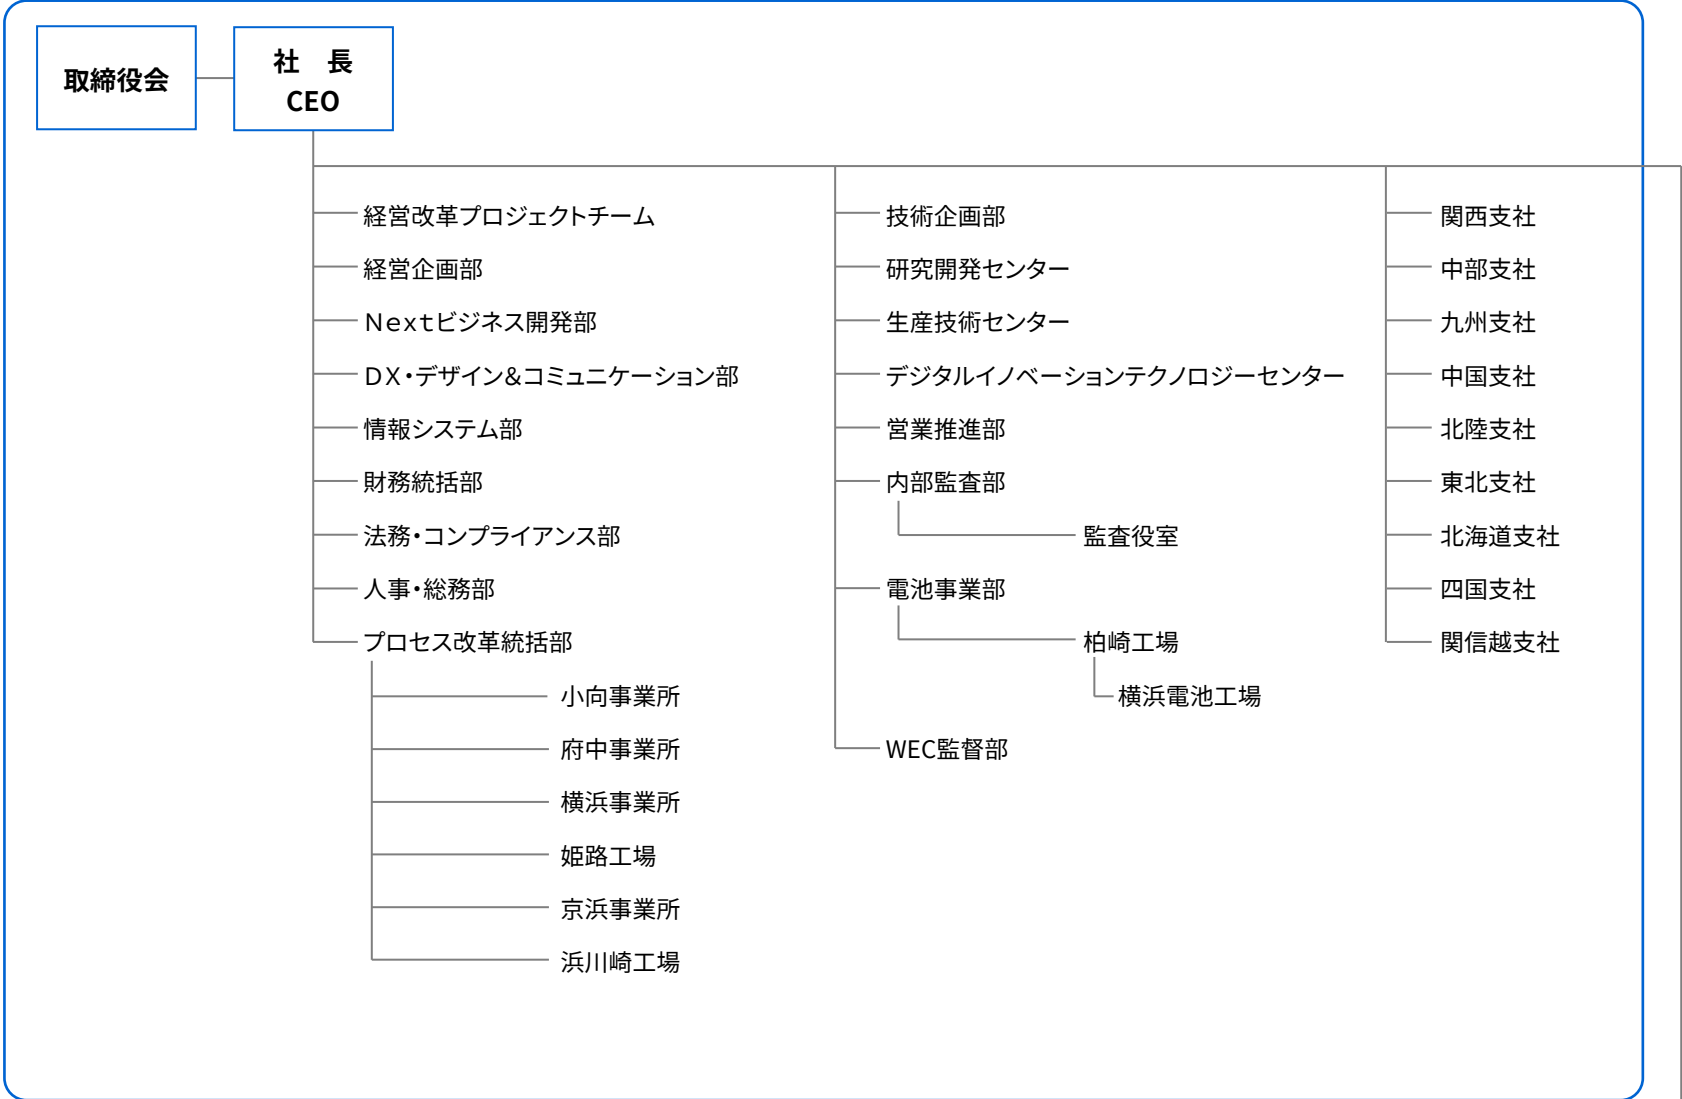 取締役会
社　長
CEO
経営改革プロジェクトチーム
経営企画部
Ｎｅｘｔビジネス開発部
ＤＸ・デザイン＆コミュニケーション部
情報システム部
財務統括部
法務・コンプライアンス部
人事・総務部
プロセス改革統括部
小向事業所
府中事業所
横浜事業所
姫路工場
京浜事業所
浜川崎工場
技術企画部
研究開発センター
生産技術センター
デジタルイノベーションテクノロジーセンター
営業推進部
内部監査部
監査役室
電池事業部
柏崎工場
横浜電池工場
WEC監督部
関西支社
中部支社
九州支社
中国支社
北陸支社
東北支社
北海道支社
四国支社
関信越支社